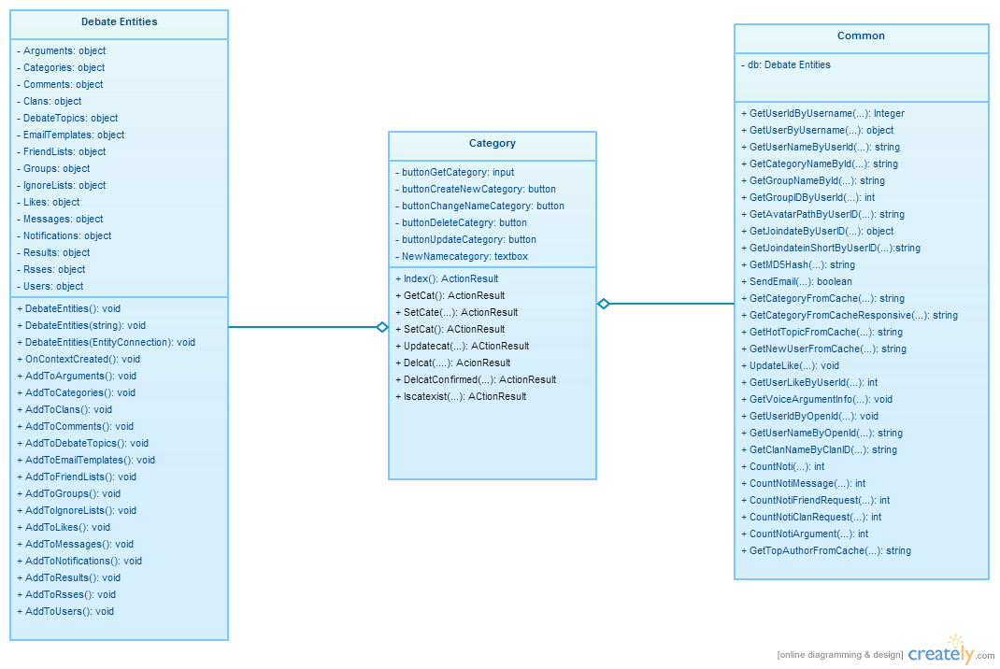 Debate Entities
- Arguments: object
- Categories: object
- Comments: object
- Clans: object
- DebateTopics: object
- EmailTemplates: object
- FriendLists: object
- Groups: object
- IgnoreLists: object
- Likes: object
- Messages: object
- Notifications: object
- Results: object
- Rsses: object
- Users: object
+ DebateEntities(): void
+ DebateEntities(string): void
+ DebateEntities(EntityConnection): void
+ OnContextCreated(): void
+ AddToArguments(): void
+ AddToCategories(): void
+ AddToClans(): void
+ AddToComments(): void
+ AddToDebateTopics(): void
+ AddToEmailTemplates(): void
+ AddToFriendLists(): void
+ AddToGroups(): void
+ AddToIgnoreLists(): void
+ AddToLikes(): void
+ AddToMessages(): void
+ AddToNotifications(): void
+ AddToResults(): void
+ AddToRsses(): void
+ AddToUsers(): void
Category
- buttonGetCategory: input
- buttonCreateNewCategory: button
- buttonChangeNameCategory: button
- buttonDeleteCategry: button
- buttonUpdateCategory: button
- NewNamecategory: textbox
+ Index(): ActionResult
+ GetCat(): ActionResult
+ SetCate(...): ActionResult
+ SetCat(): ACtionResult
+ Updatecat(...): ACtionResult
+ Delcat(....): AcionResult
+ DelcatConfirmed(...): ActionResult
+ Iscatexist(...): ACtionResult
Common
- db: Debate Entities
+ GetUserIdByUsername(...): Integer
+ GetUserByUsername(...): object
+ GetUserNameByUserId(...): string
+ GetCategoryNameById(...): string
+ GetGroupNameById(...): string
+ GetGroupIDByUserId(...): int
+ GetAvatarPathByUserID(...): string
+ GetJoindateByUserID(...): object
+ GetJoindateinShortByUserID(...):string
+ GetMD5Hash(...): string
+ SendEmail(...): boolean
+ GetCategoryFromCache(...): string
+ GetCategoryFromCacheResponsive(...): string
+ GetHotTopicFromCache(...): string
+ GetNewUserFromCache(...): string
+ UpdateLike(...): void
+ GetUserLikeByUserId(...): int
+ GetVoiceArgumentInfo(...): void
+ GetUserIdByOpenId(...): void
+ GetUserNameByOpenId(...): string
+ GetClanNameByClanID(...): string
+ CountNoti(...): int
+ CountNotiMessage(...): int
+ CountNotiFriendRequest(...): int
+ CountNotiClanRequest(...): int
+ CountNotiArgument(...): int
+ GetTopAuthorFromCache(...): string
[online diagramming & design] creately.com